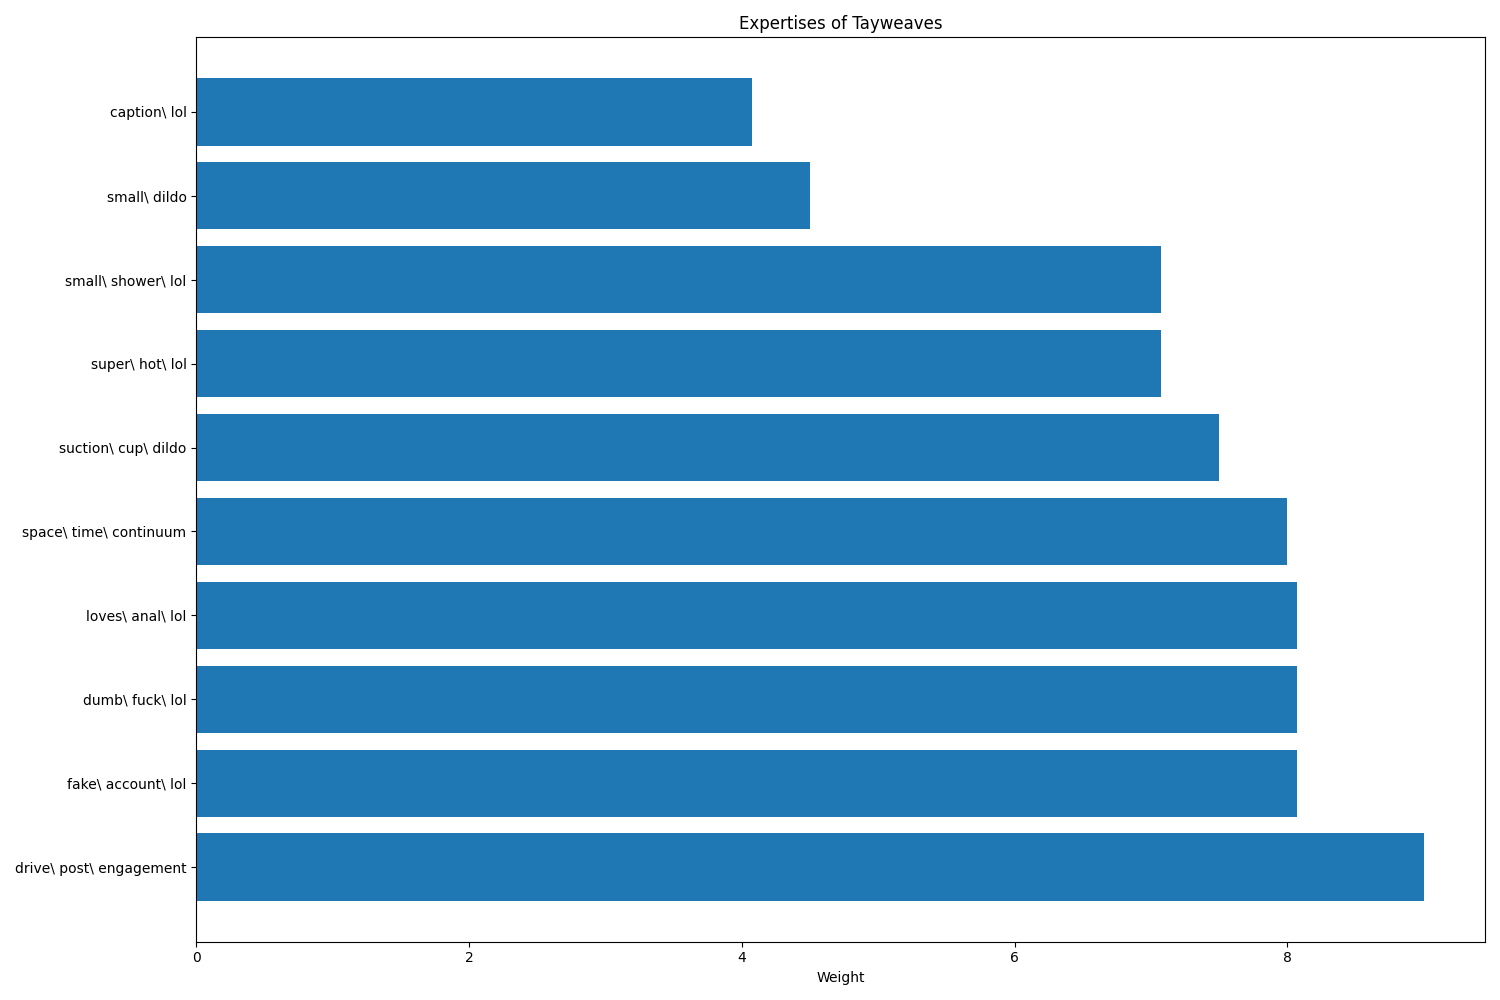 Expertises of Tayweaves
caption\ lol
small\ dildo
small\ shower\ lol
super\ hot\ lol
suction\ cup\ dildo
space\ time\ continuum
loves\ anal\ lol
dumb\ fuck\ lol
fake\ account\ lol
drive\ post\ engagement
0 2 4 6 8
Weight